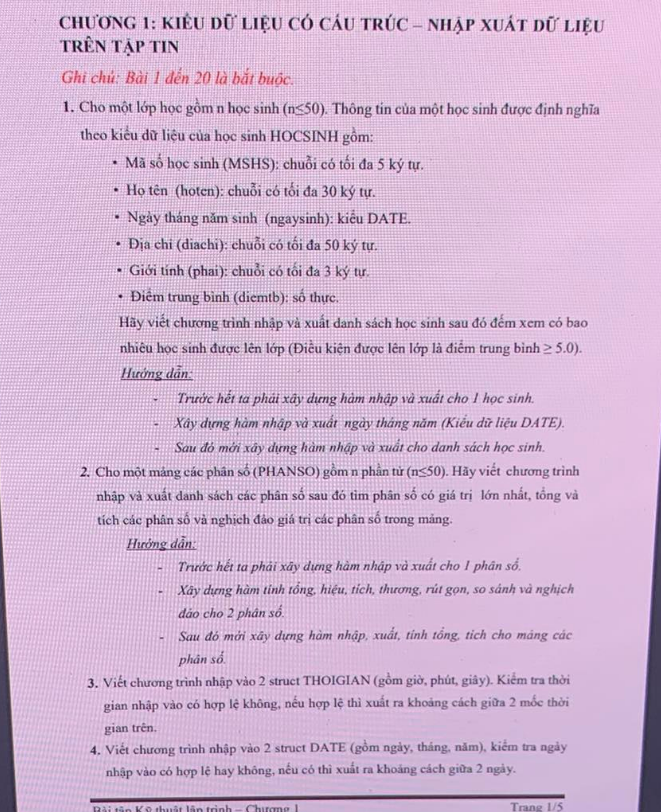 CHƯƠNG 1: KIỂU DỮ LIỆU CÓ CẤU TRÚC – NHẬP XUẤT DỮ LIỆU
TRÊN TẬP TIN
Ghi chú: Bài 1 đến 20 là bắt buộc.
1. Cho một lớp học gồm n học sinh (n≤50). Thông tin của một học sinh được định nghĩa
theo kiểu dữ liệu của học sinh HOCSINH gồm:
• Mã số học sinh (MSHS): chuỗi có tối đa 5 ký tự.
• Họ tên (hoten): chuỗi có tối đa 30 ký tự.
• Ngày tháng năm sinh (ngaysinh): kiểu DATE.
• Địa chỉ (diachi): chuỗi có tối đa 50 ký tự.
• Giới tính (phai): chuỗi có tối đa 3 ký tự.
• Điểm trung bình (diemtb): số thực.
Hãy viết chương trình nhập và xuất danh sách học sinh sau đó đếm xem có bao
nhiêu học sinh được lên lớp (Điều kiện được lên lớp là điểm trung bình ≥ 5.0).
Hướng dẫn:
- Trước hết ta phải xây dựng hàm nhập và xuất cho 1 học sinh.
- Xây dựng hàm nhập và xuất ngày tháng năm (Kiểu dữ liệu DATE).
- Sau đó mới xây dựng hàm nhập và xuất cho danh sách học sinh.
2. Cho một mảng các phân số (PHANSO) gồm n phần tử (n≤50). Hãy viết chương trình
nhập và xuất danh sách các phân số sau đó tìm phân số có giá trị lớn nhất, tổng và
tích các phân số và nghịch đảo giá trị các phân số trong mảng.
Hướng dẫn:
- Trước hết ta phải xây dựng hàm nhập và xuất cho 1 phân số.
- Xây dựng hàm tính tổng, hiệu, tích, thương, rút gọn, so sánh và nghịch
đảo cho 2 phân số.
- Sau đó mới xây dựng hàm nhập, xuất, tính tổng, tích cho mảng các
phân số.
3. Viết chương trình nhập vào 2 struct THOIGIAN (gồm giờ, phút, giây). Kiểm tra thời
gian nhập vào có hợp lệ không, nếu hợp lệ thì xuất ra khoảng cách giữa 2 mốc thời
gian trên.
4. Viết chương trình nhập vào 2 struct DATE (gồm ngày, tháng, năm), kiểm tra ngày
nhập vào có hợp lệ hay không, nếu có thì xuất ra khoảng cách giữa 2 ngày.
Bài tập Kỹ thuật lập trình – Chương 1 Trang 1/5